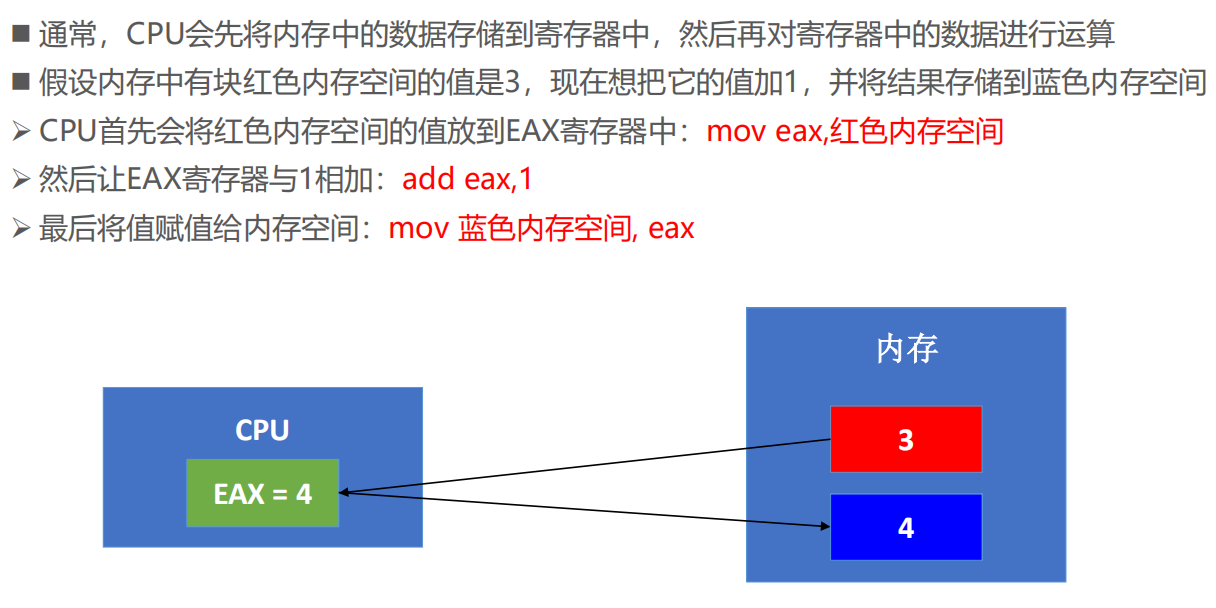 ■ 通常，CPU会先将内存中的数据存储到寄存器中，然后再对寄存器中的数据进行运算
■ 假设内存中有块红色内存空间的值是3，现在想把它的值加1，并将结果存储到蓝色内存空间
➢ CPU首先会将红色内存空间的值放到EAX寄存器中：mov eax,红色内存空间
➢ 然后让EAX寄存器与1相加：add eax,1
➢ 最后将值赋值给内存空间：mov 蓝色内存空间, eax
内存
CPU
3
EAX = 4
4